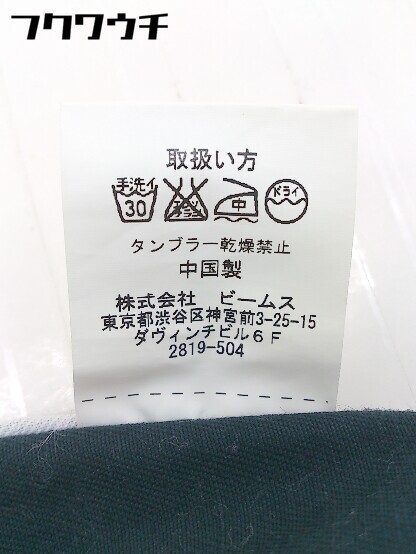 フクワウチ
取扱い方
手洗イ
30
エンソ
サラシ
中
ドライ
タンブラー乾燥禁止
中国製
株式会社 ビームス
東京都渋谷区神宮前3-25-15
ダヴィンチビル6F
2819-504